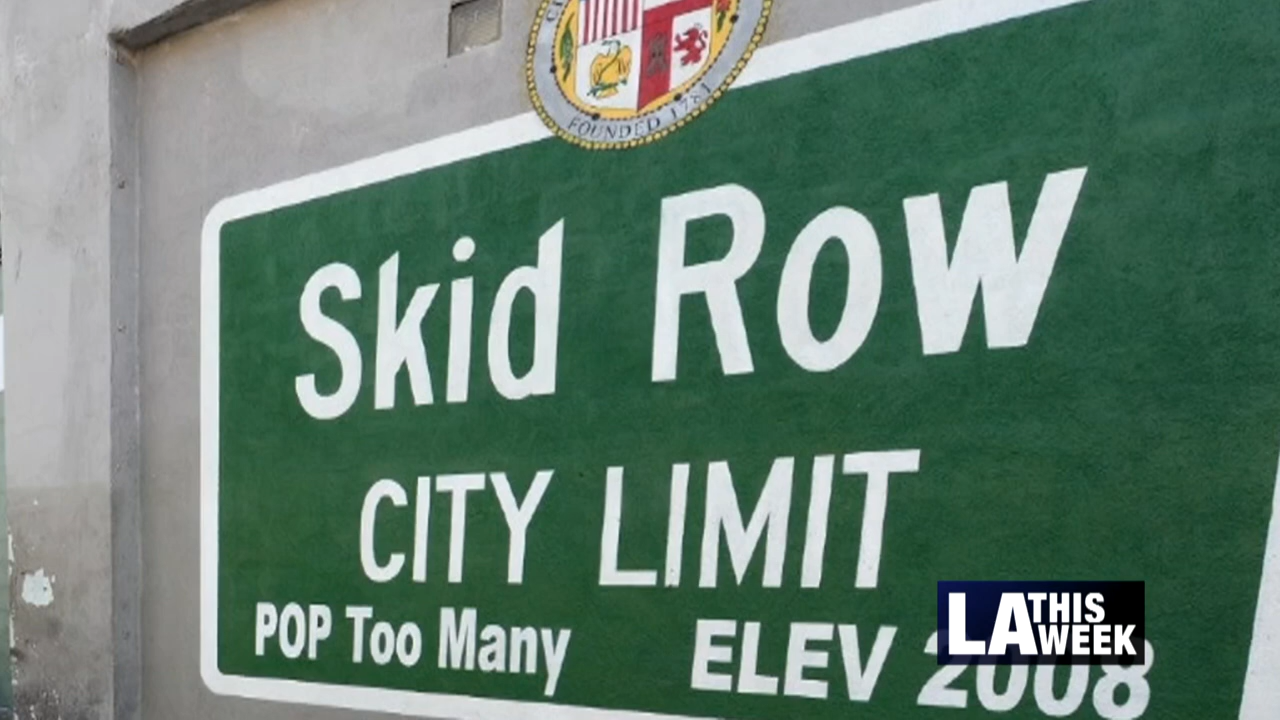 FOUNDED 1781
Skid Row
CITY LIMIT
POP Too Many ELEV 2008
LA THIS WEEK